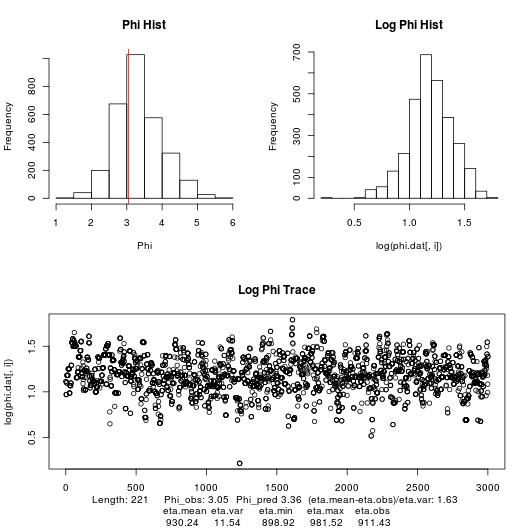 Phi Hist
Log Phi Hist
Frequency
0 200 400 600 800
1 2 3 4 5 6
Phi
Frequency
0 100 300 500 700
0.5 1.0 1.5
log(phi.dat[, i])
Log Phi Trace
log(phi.dat[, i])
0.5 1.0 1.5
0 500 1000 1500 2000 2500 3000
Length: 221 Phi_obs: 3.05 Phi_pred 3.36 (eta.mean-eta.obs)/eta.var: 1.63
eta.mean eta.var eta.min eta.max eta.obs
930.24 11.54 898.92 981.52 911.43